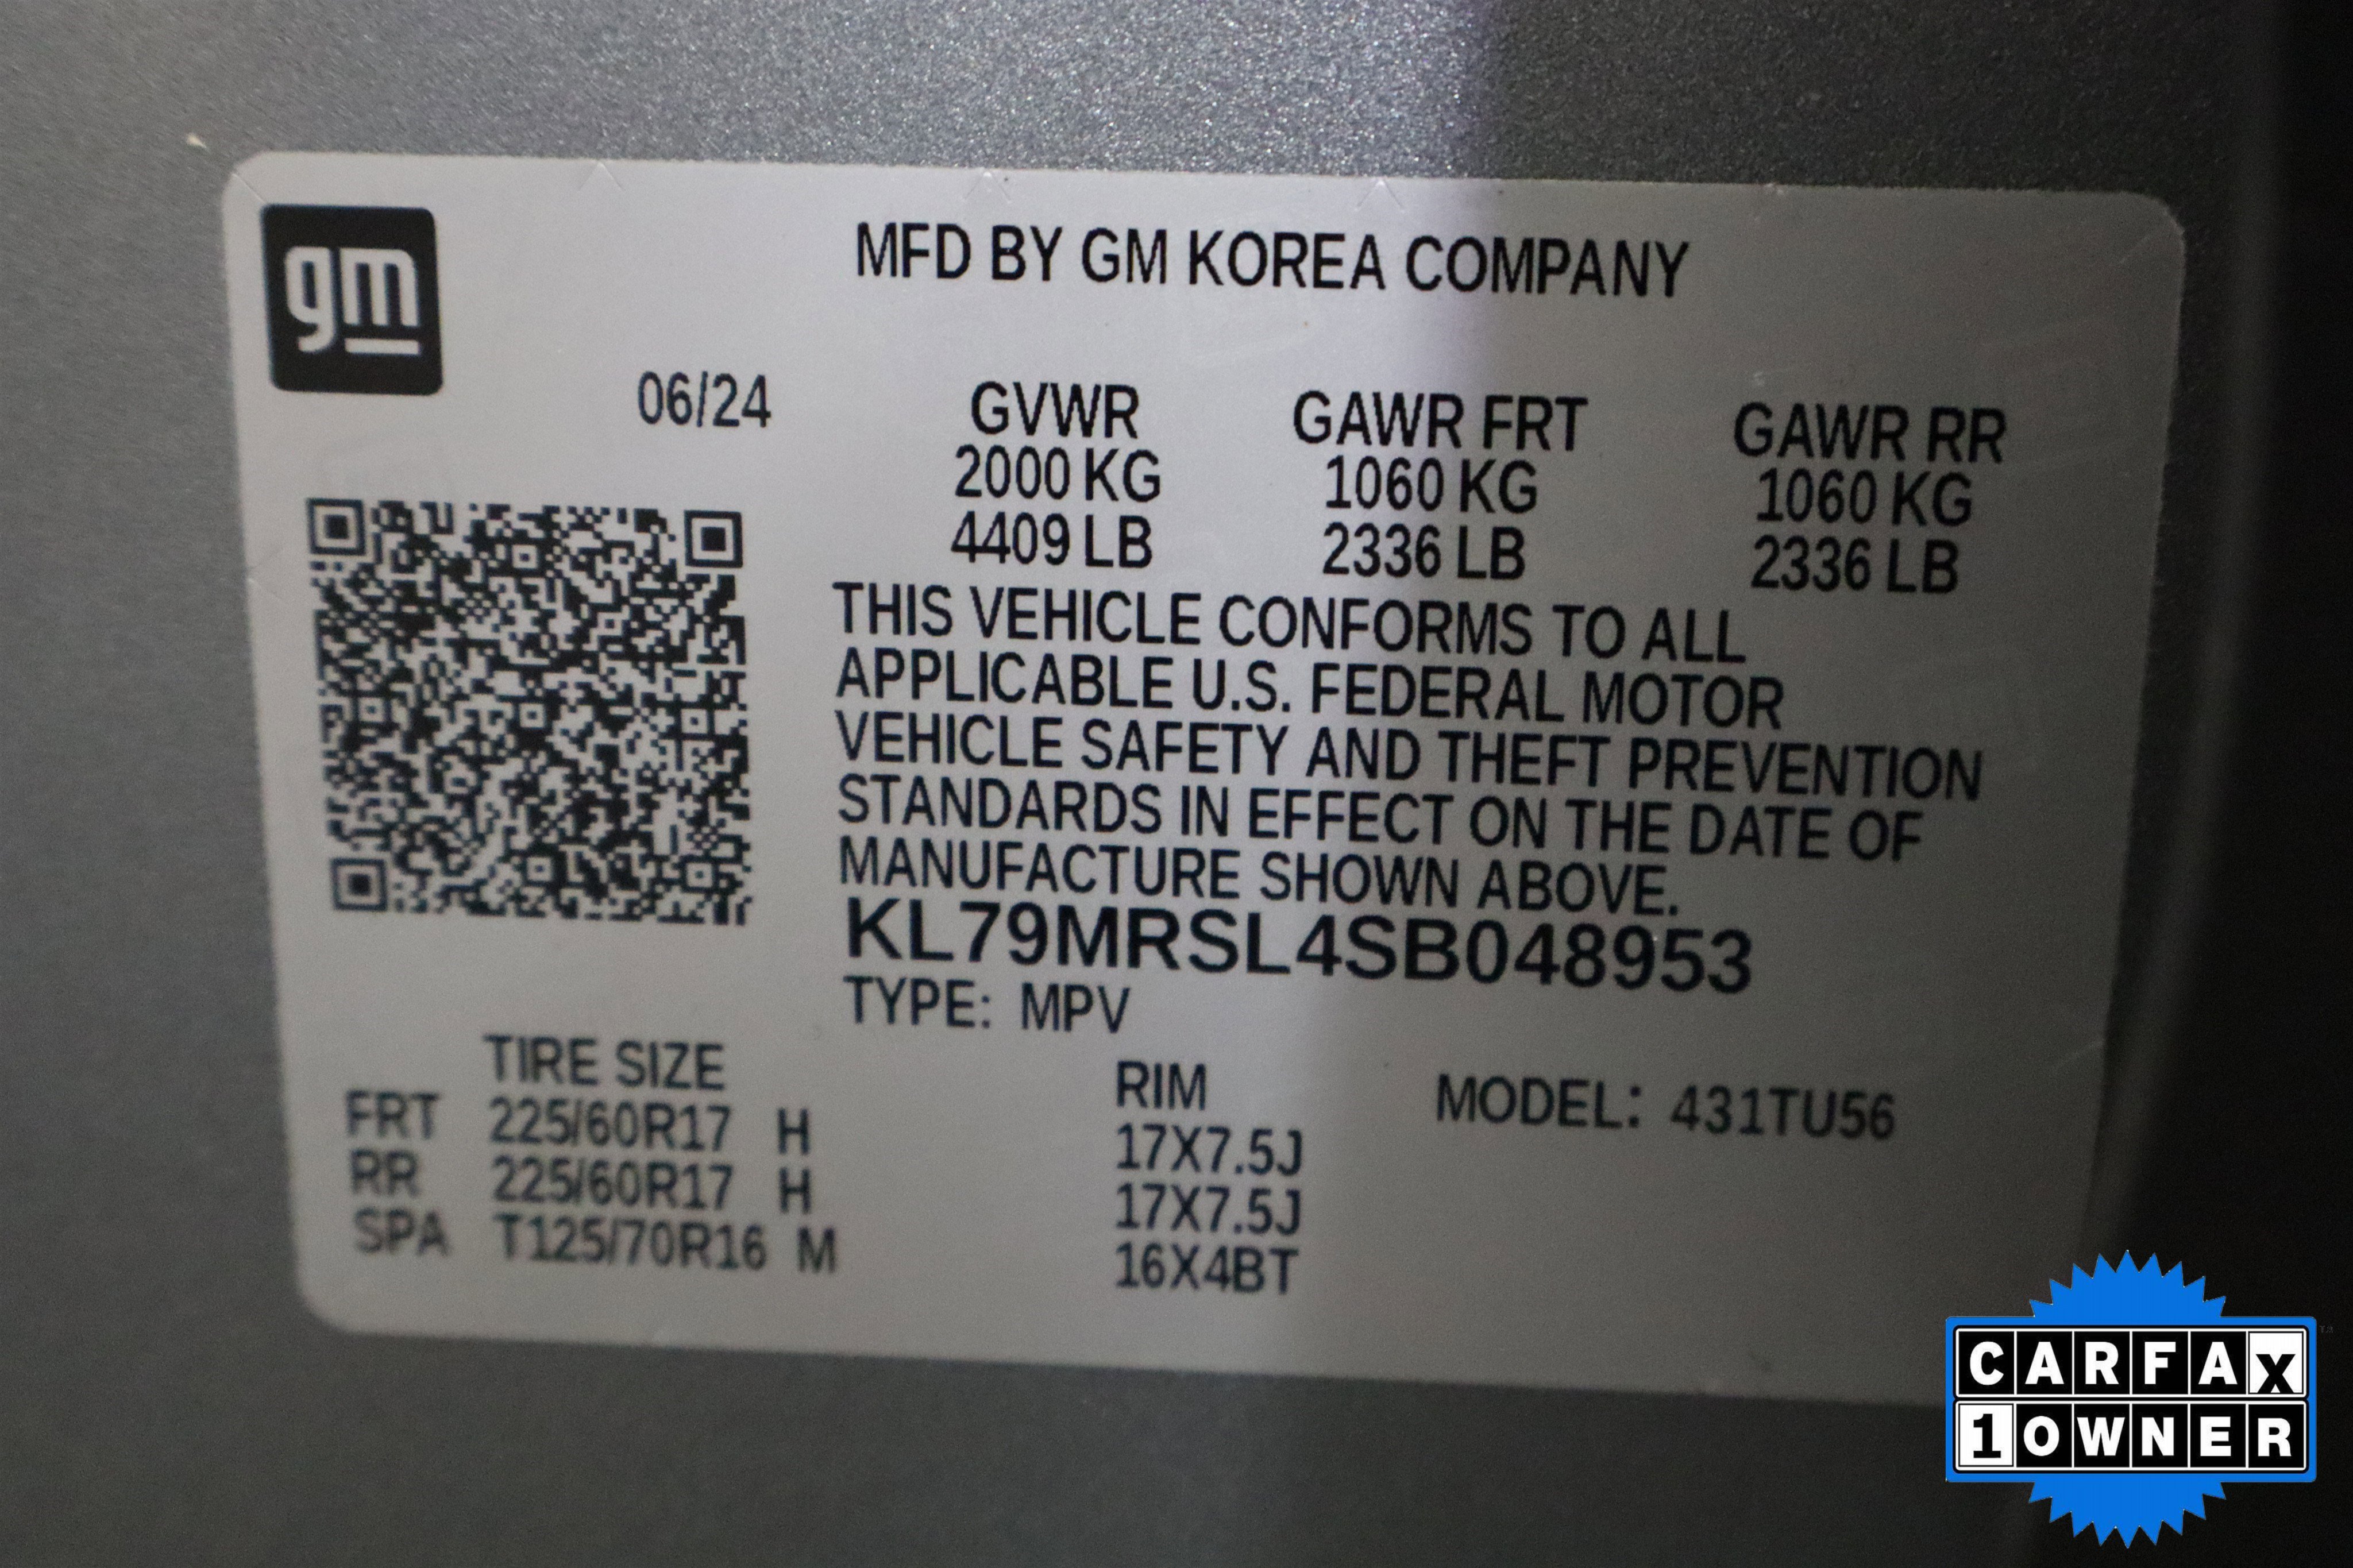 gm
MFD BY GM KOREA COMPANY
06/24
GVWR GAWR FRT GAWR RR
2000 KG 1060 KG 1060 KG
4409 LB 2336 LB 2336 LB
THIS VEHICLE CONFORMS TO ALL
APPLICABLE U.S. FEDERAL MOTOR
VEHICLE SAFETY AND THEFT PREVENTION
STANDARDS IN EFFECT ON THE DATE OF
MANUFACTURE SHOWN ABOVE.
KL79MRSL4SB048953
TYPE: MPV
TIRE SIZE RIM MODEL: 431TU56
FRT 225/60R17 H 17X7.5J
RR 225/60R17 H 17X7.5J
SPA T125/70R16 M 16X4BT
CARFAX
1 OWNER